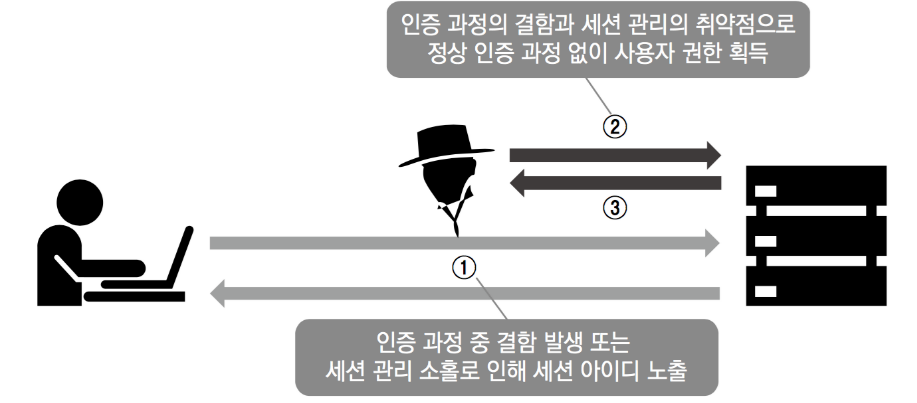 인증 과정의 결함과 세션 관리의 취약점으로
정상 인증 과정 없이 사용자 권한 획득
②
③
①
인증 과정 중 결함 발생 또는
세션 관리 소홀로 인해 세션 아이디 노출